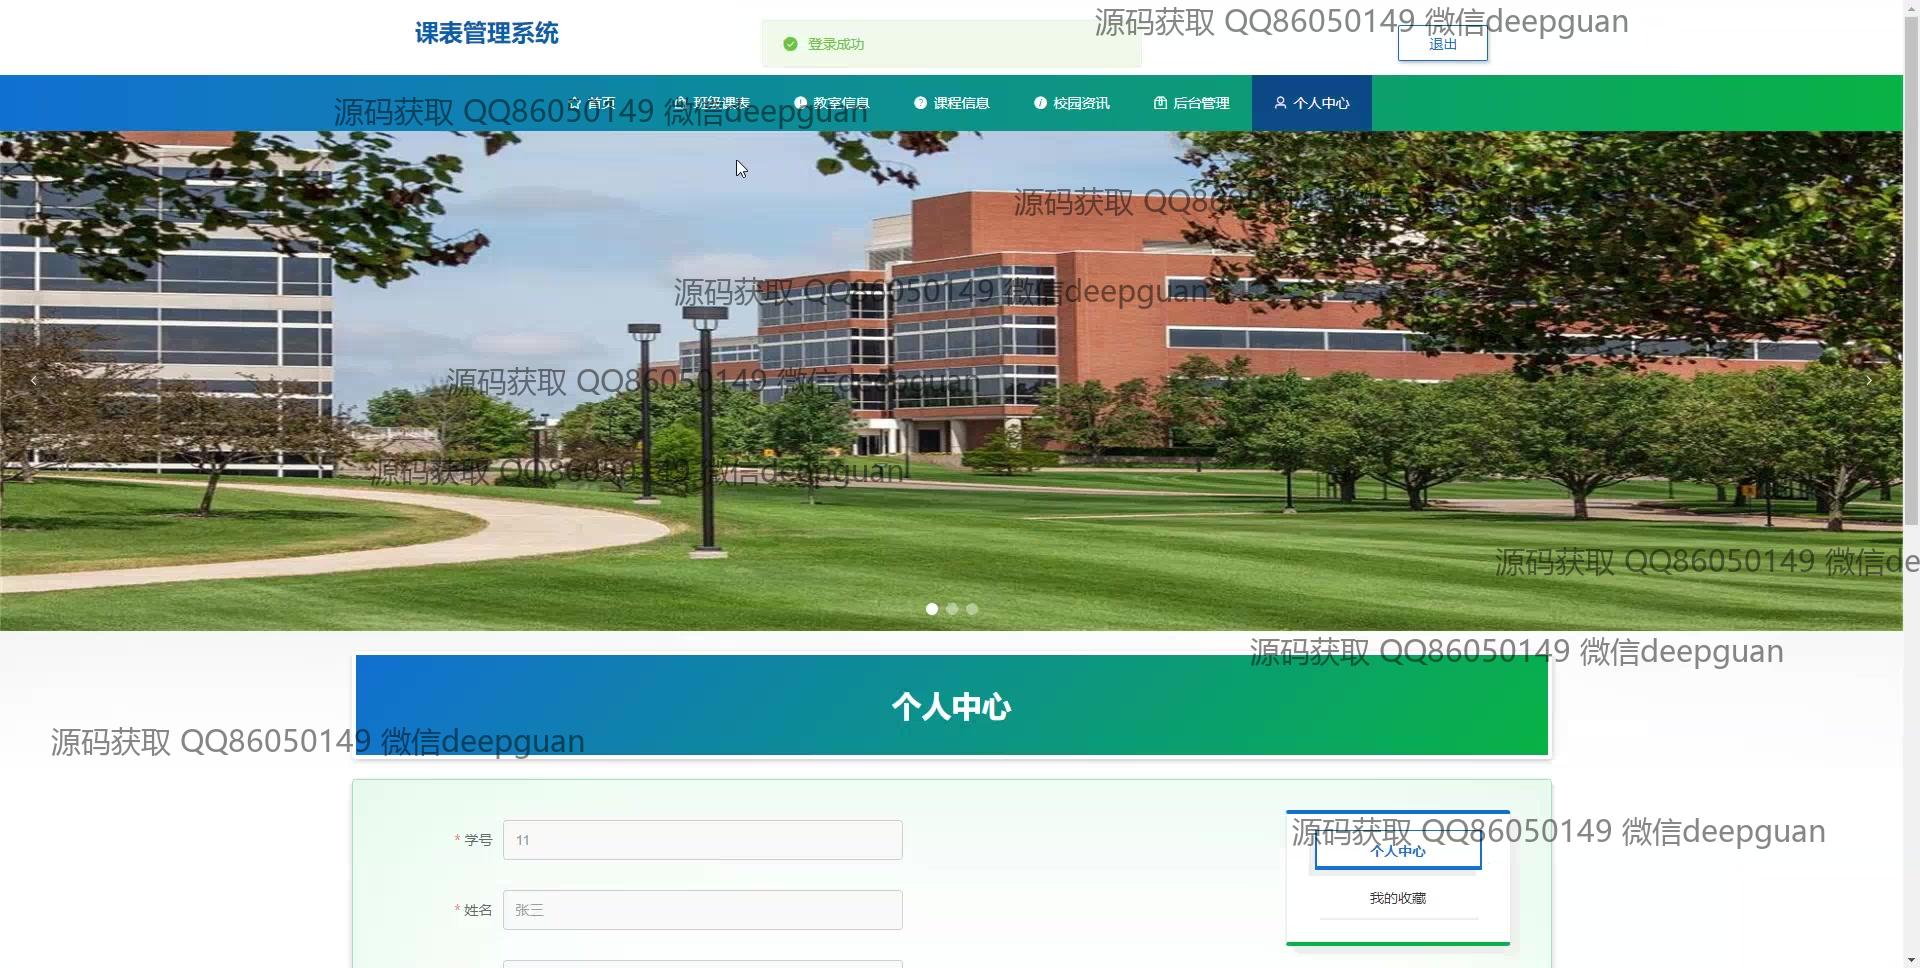 课表管理系统
登录成功
源码获取 QQ86050149 微信deepguan
退出
首页
班级课表
教室信息
课程信息
校园资讯
后台管理
个人中心
源码获取 QQ86050149 微信deepguan
源码获取 QQ86050149 微信deepguan
源码获取 QQ86050149 微信deepguan
源码获取 QQ86050149 微信deepguan
源码获取 QQ86050149 微信deepguan
源码获取 QQ86050149 微信de
源码获取 QQ86050149 微信deepguan
个人中心
源码获取 QQ86050149 微信deepguan
* 学号 11
源码获取 QQ86050149 微信deepguan
个人中心
我的收藏
* 姓名 张三